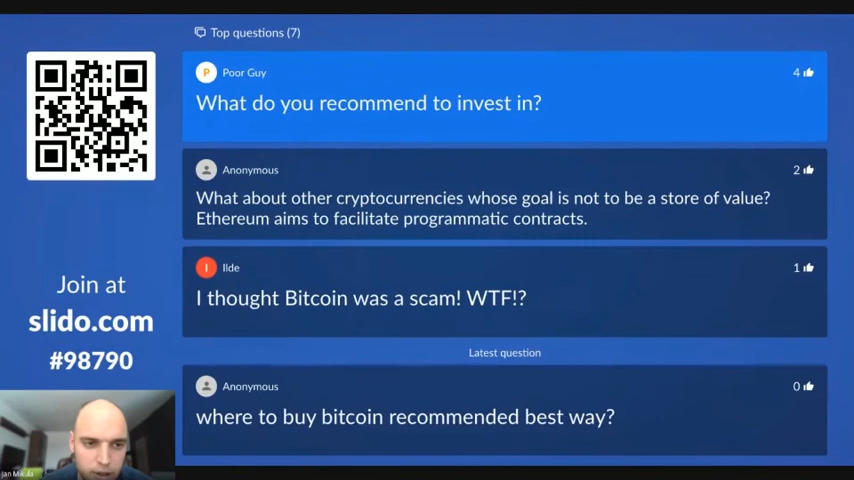 Top questions (7)
P Poor Guy 4
What do you recommend to invest in?
Anonymous 2
What about other cryptocurrencies whose goal is not to be a store of value?
Ethereum aims to facilitate programmatic contracts.
I Ilde 1
I thought Bitcoin was a scam! WTF!?
Latest question
Anonymous 0
where to buy bitcoin recommended best way?
Join at
slido.com
#98790
Jan Mikula